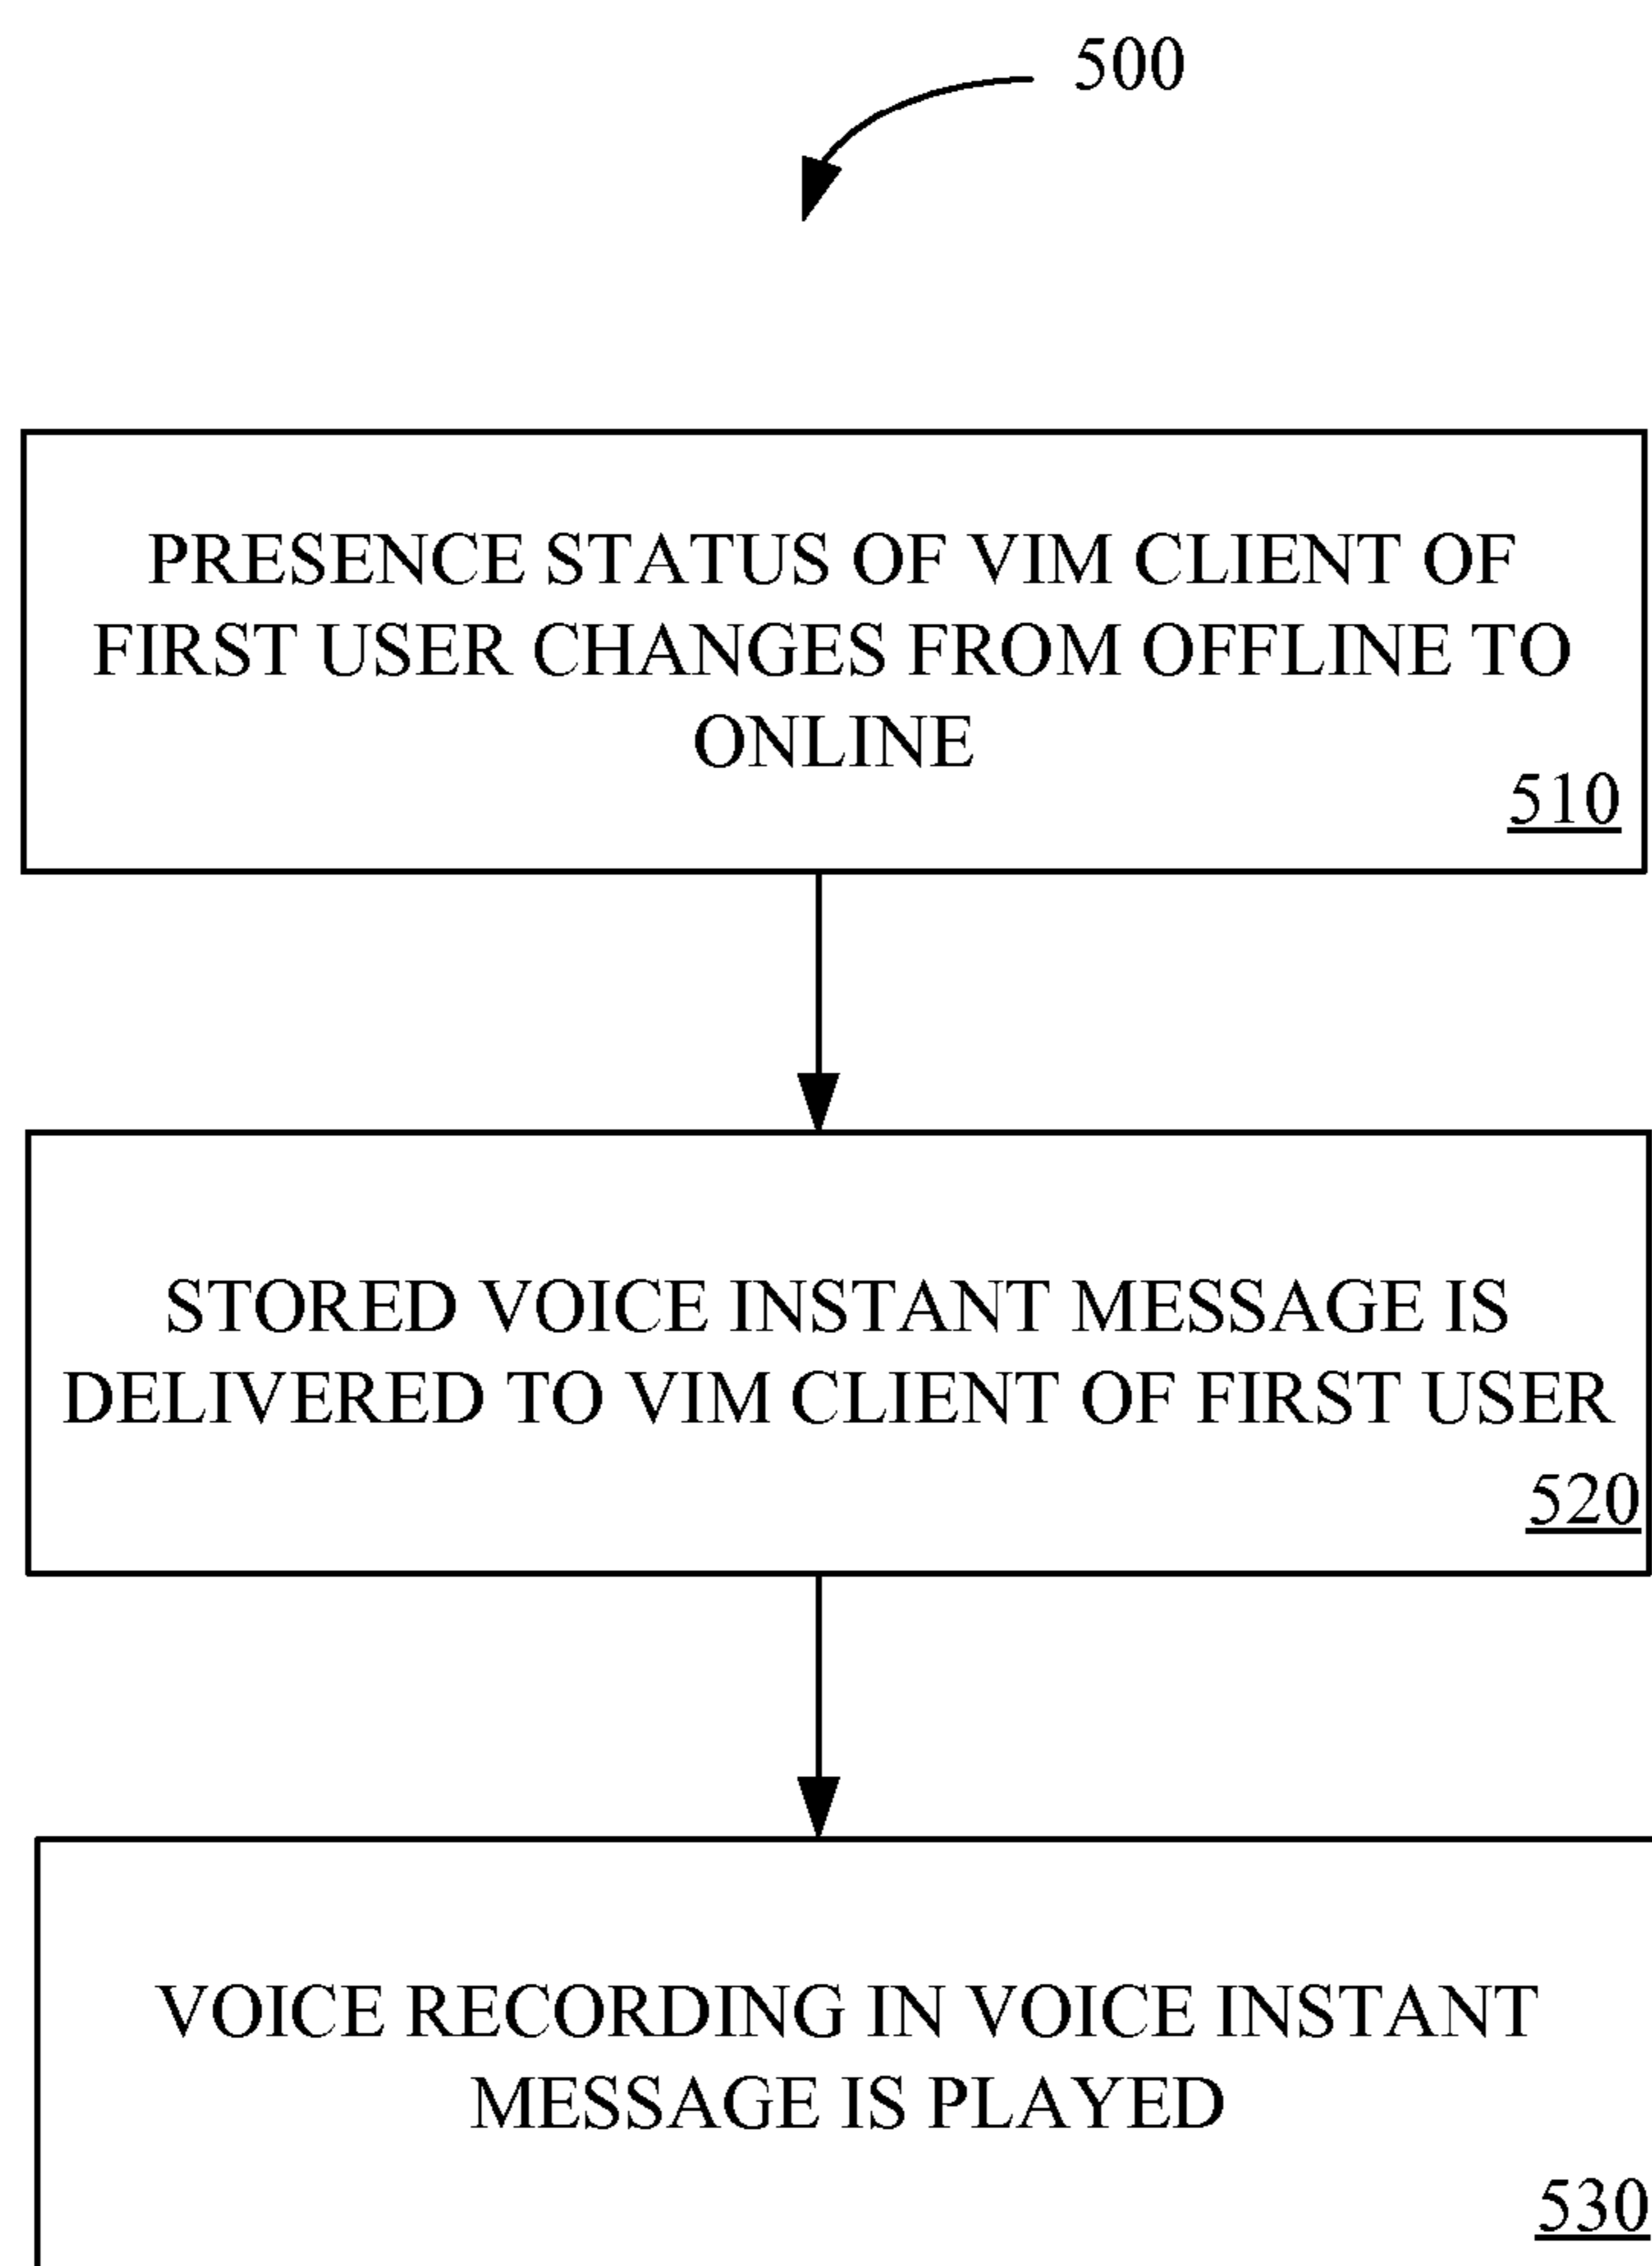 500
PRESENCE STATUS OF VIM CLIENT OF
FIRST USER CHANGES FROM OFFLINE TO
ONLINE
510
STORED VOICE INSTANT MESSAGE IS
DELIVERED TO VIM CLIENT OF FIRST USER
520
VOICE RECORDING IN VOICE INSTANT
MESSAGE IS PLAYED
530